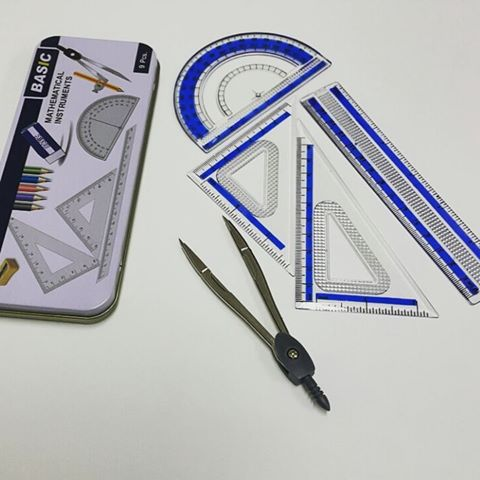 BASIC
MATHEMATICAL
INSTRUMENTS
9 Pcs.